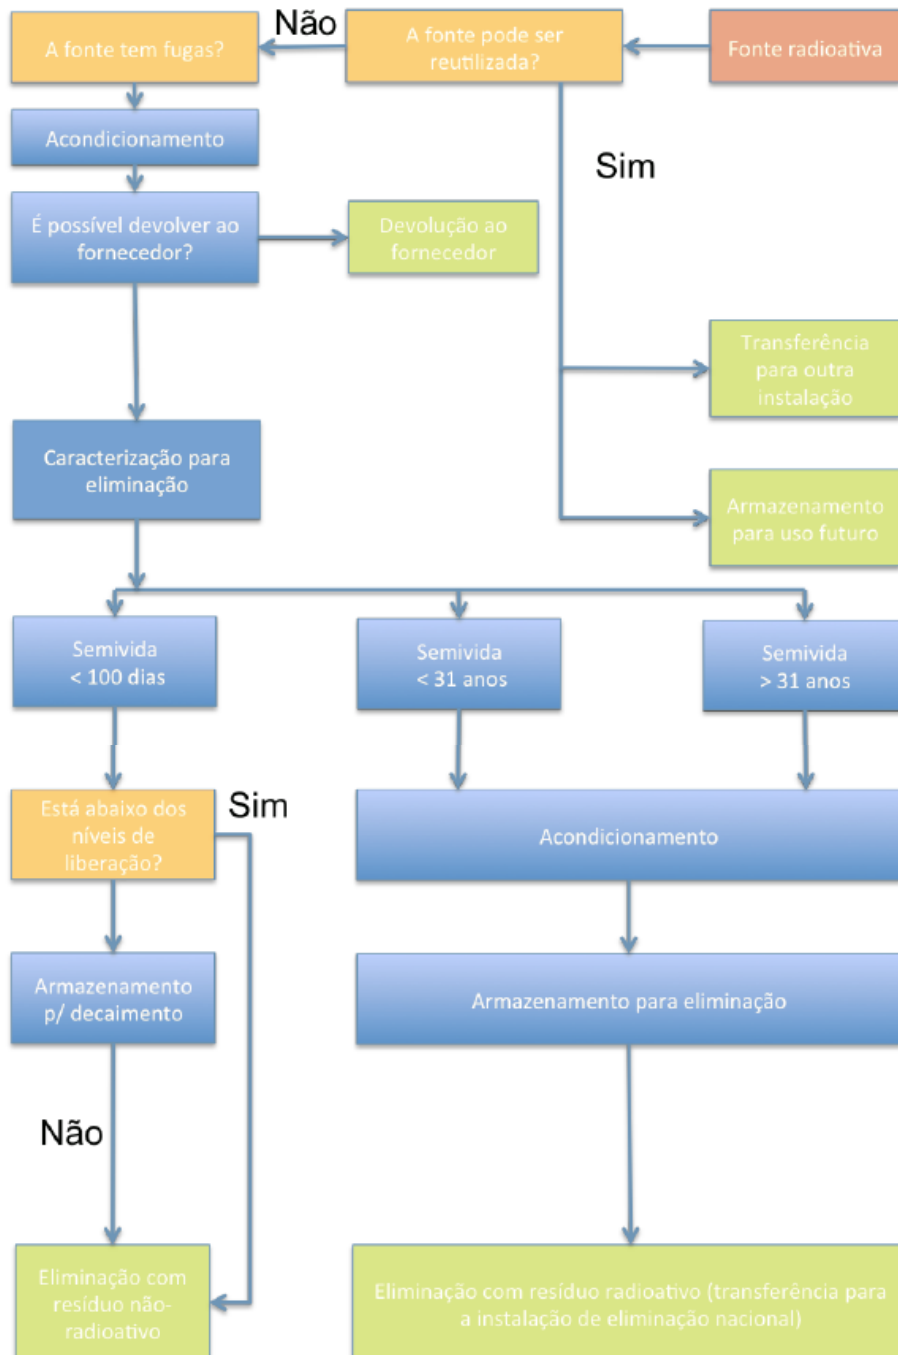 Não
A fonte tem fugas?
A fonte pode ser
reutilizada?
Fonte radioativa
Acondicionamento
Sim
É possível devolver ao
fornecedor?
Devolução ao
fornecedor
Transferência
para outra
instalação
Caracterização para
eliminação
Armazenamento
para uso futuro
Semivida
< 100 dias
Semivida
< 31 anos
Semivida
> 31 anos
Está abaixo dos
níveis de
liberação?
Sim
Acondicionamento
Armazenamento
p/ decaimento
Armazenamento para eliminação
Não
Eliminação com
resíduo não-
radioativo
Eliminação com resíduo radioativo (transferência para
a instalação de eliminação nacional)